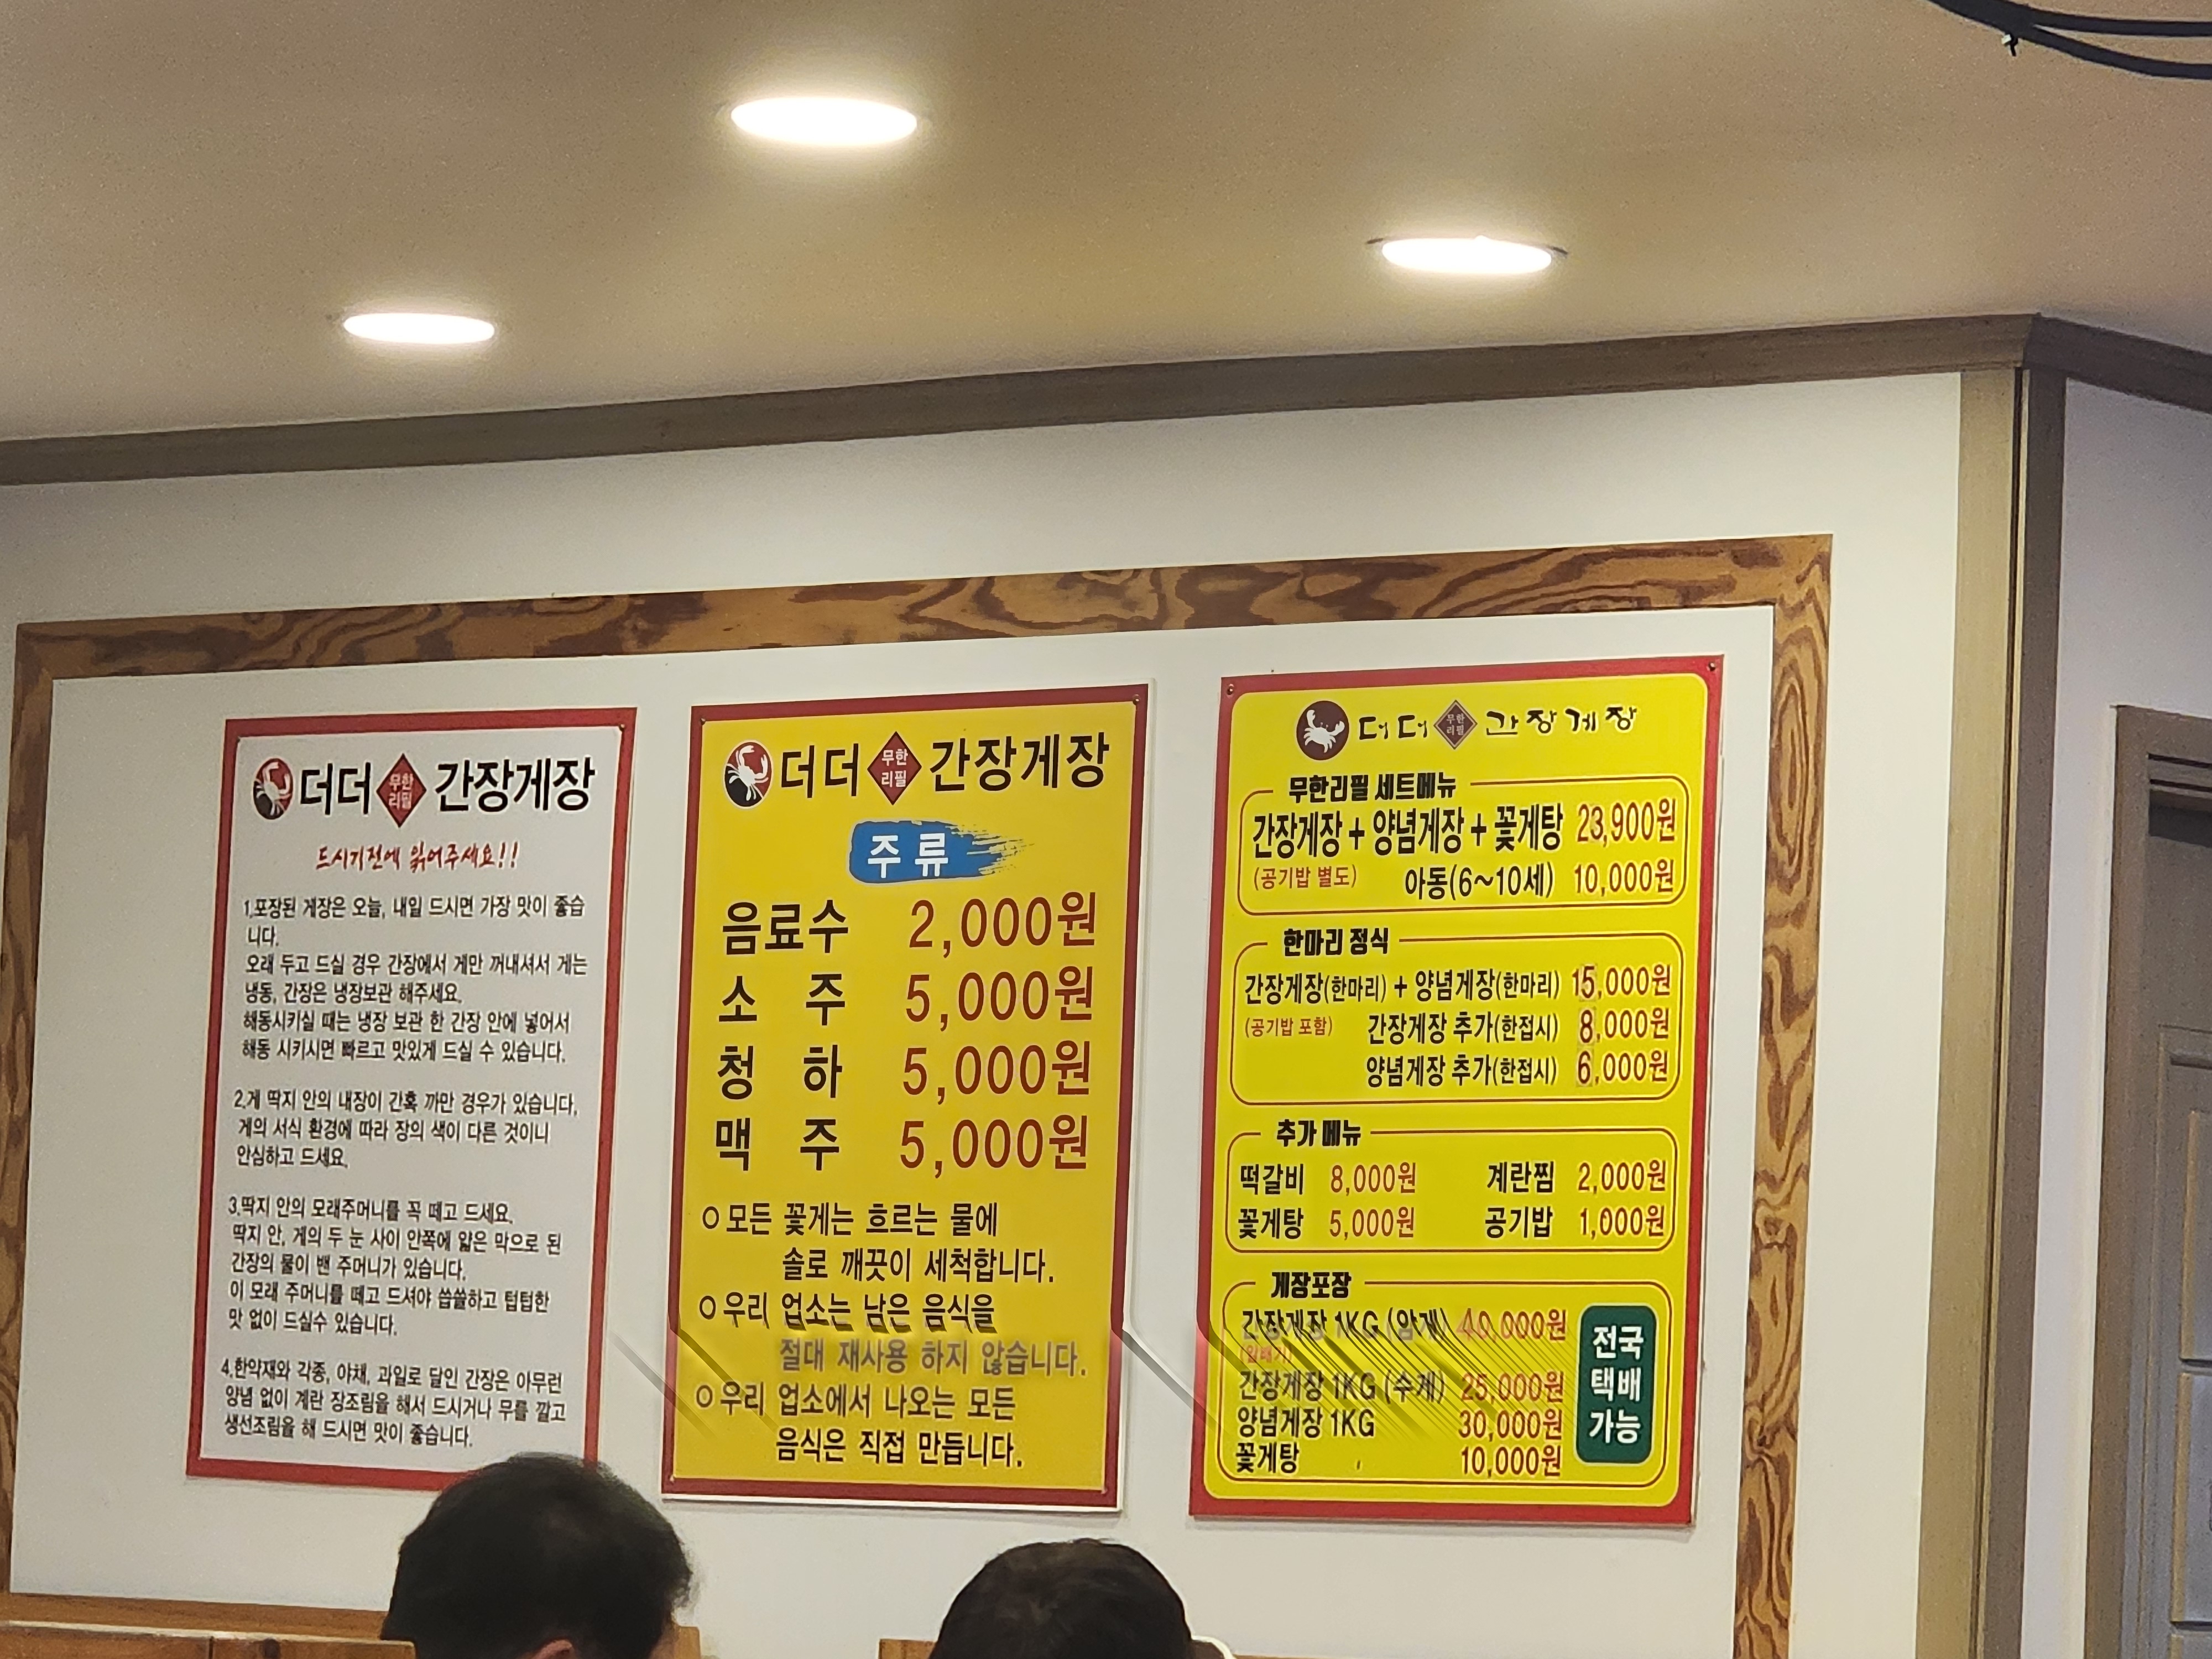 더더 무한리필 간장게장
드시기전에 읽어주세요!!
1.포장된 게장은 오늘, 내일 드시면 가장 맛이 좋습
니다.
오래 두고 드실 경우 간장에서 게만 꺼내셔서 게는
냉동, 간장은 냉장보관 해주세요.
해동시키실 때는 냉장 보관 한 간장 안에 넣어서
해동 시키시면 빠르고 맛있게 드실 수 있습니다.
2.게 딱지 안의 내장이 간혹 까만 경우가 있습니다.
게의 서식 환경에 따라 장의 색이 다른 것이니
안심하고 드세요.
3.딱지 안의 모래주머니를 꼭 떼고 드세요.
딱지 안, 게의 두 눈 사이 안쪽에 얇은 막으로 된
간장의 물이 밴 주머니가 있습니다.
이 모래 주머니를 떼고 드셔야 씁쓸하고 텁텁한
맛 없이 드실수 있습니다.
4.한약재와 각종, 야채, 과일로 달인 간장은 아무런
양념 없이 계란 장조림을 해서 드시거나 무를 깔고
생선조림을 해 드시면 맛이 좋습니다.
더더 무한리필 간장게장
주류
음료수 2,000원
소주 5,000원
청하 5,000원
맥주 5,000원
ㅇ모든 꽃게는 흐르는 물에
솔로 깨끗이 세척합니다.
ㅇ우리 업소는 남은 음식을
절대 재사용 하지 않습니다.
ㅇ우리 업소에서 나오는 모든
음식은 직접 만듭니다.
더더 무한리필 간장게장
무한리필 세트메뉴
간장게장 + 양념게장 + 꽃게탕 23,900원
(공기밥 별도) 아동(6~10세) 10,000원
한마리 정식
간장게장(한마리) + 양념게장(한마리) 15,000원
(공기밥 포함) 간장게장 추가(한접시) 8,000원
양념게장 추가(한접시) 6,000원
추가 메뉴
떡갈비 8,000원 계란찜 2,000원
꽃게탕 5,000원 공기밥 1,000원
게장포장
간장게장 1KG (암게) 40,000원
(알배기)
간장게장 1KG (수게) 25,000원
양념게장 1KG 30,000원
꽃게탕 10,000원
전국
택배
가능